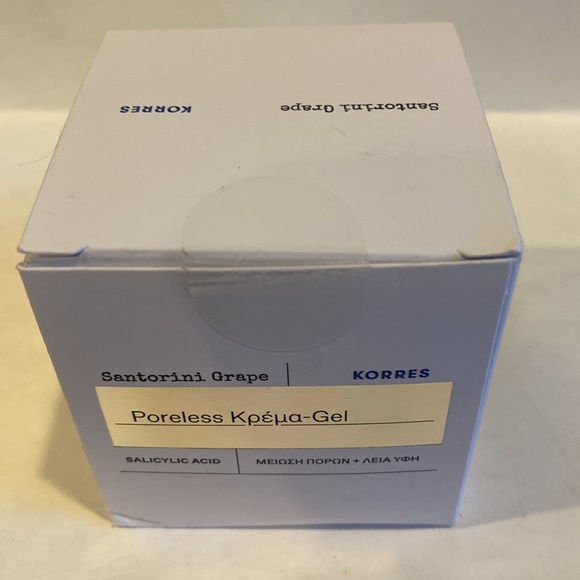 KORRES Santorini Grape
Santorini Grape KORRES
Poreless Κρέμα-Gel
SALICYLIC ACID ΜΕΙΩΣΗ ΠΟΡΩΝ + ΛΕΙΑ ΥΦΗ